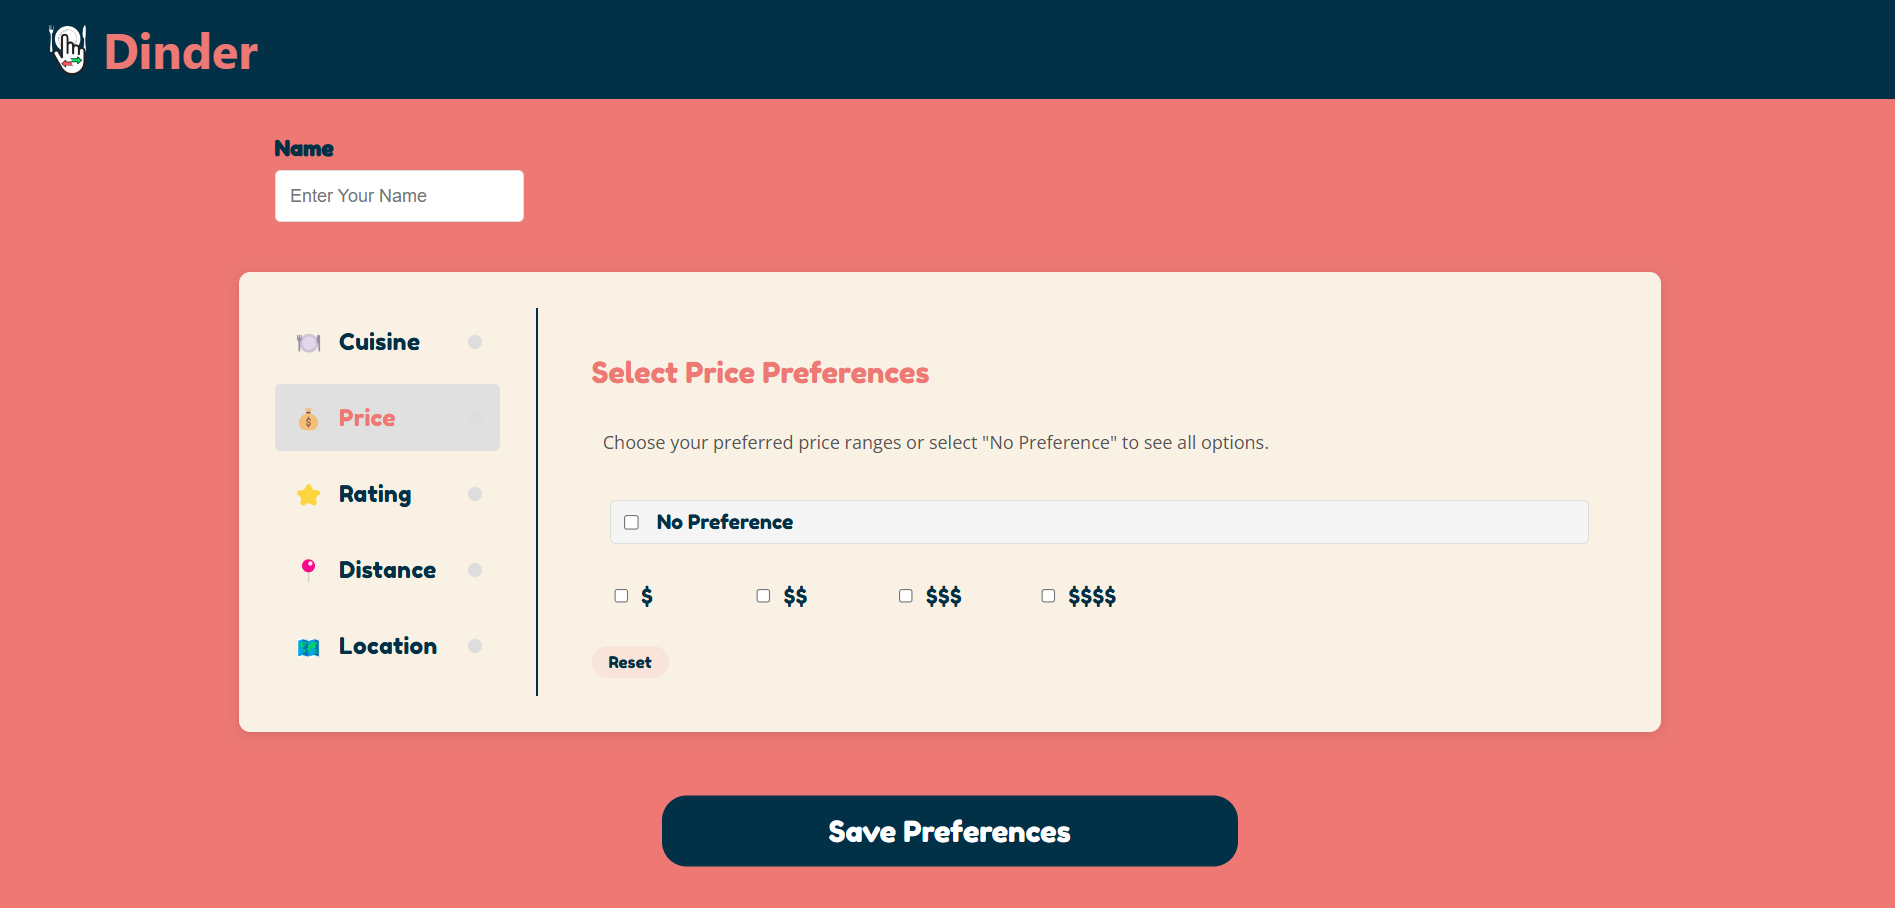 Dinder
Name
Enter Your Name
Cuisine
Price
Rating
Distance
Location
Select Price Preferences
Choose your preferred price ranges or select "No Preference" to see all options.
No Preference
$ $$ $$$ $$$$
Reset
Save Preferences